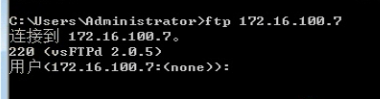 C:\Users\Administrator>ftp 172.16.100.7
连接到 172.16.100.7。
220 (vsFTPd 2.0.5)
用户(172.16.100.7:(none)):